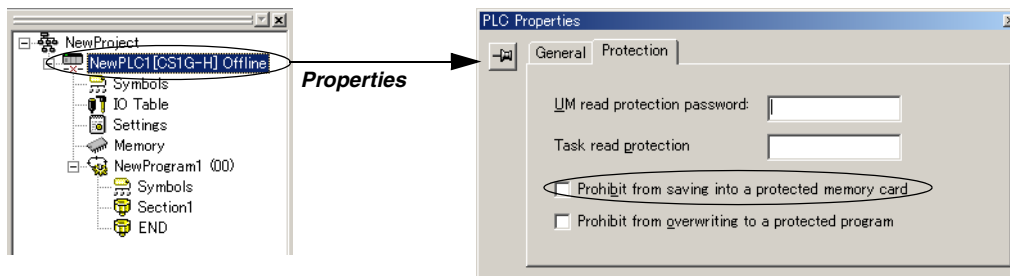 NewProject
NewPLC1[CS1G-H] Offline
Symbols
IO Table
Settings
Memory
NewProgram1 (00)
Symbols
Section1
END
Properties
PLC Properties
General Protection
UM read protection password:
Task read protection
Prohibit from saving into a protected memory card
Prohibit from overwriting to a protected program